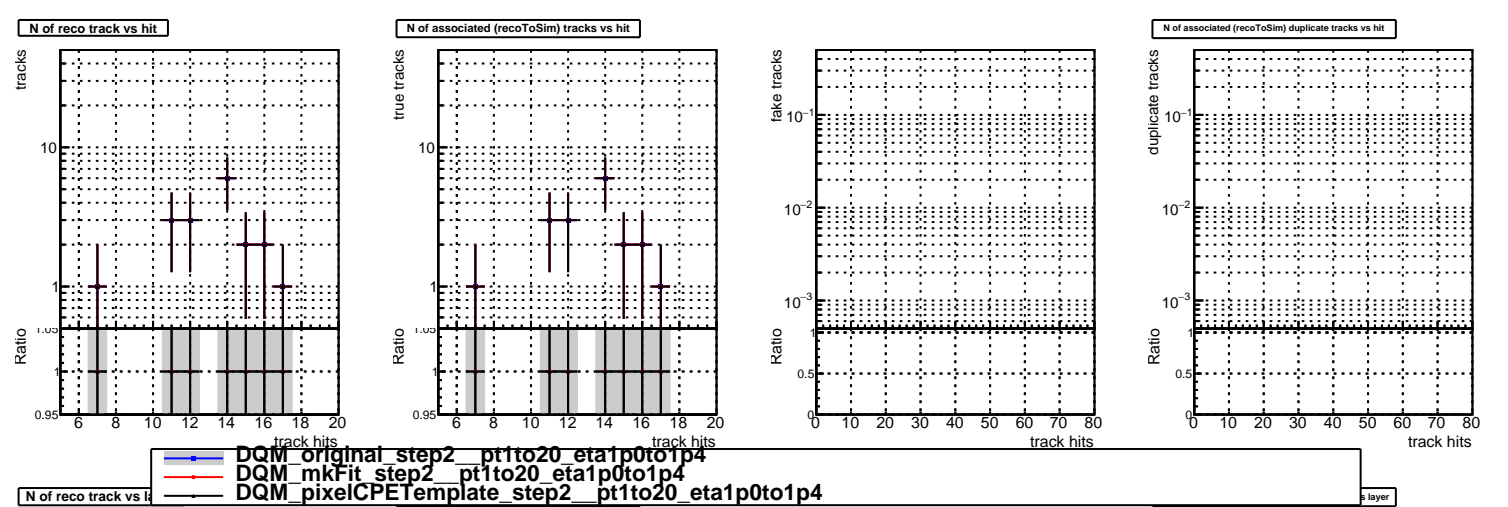 N of reco track vs hit
N of associated (recoToSim) tracks vs hit
N of associated (recoToSim) duplicate tracks vs hit
tracks
10
1
Ratio
1.05
1
0.95
6 8 10 12 14 16 18 20
track hits
true tracks
10
1
Ratio
1.05
1
0.95
6 8 10 12 14 16 18 20
track hits
fake tracks
10−1
10−2
10−3
Ratio
1
0.5
0
0 10 20 30 40 50 60 70 80
track hits
duplicate tracks
10−1
10−2
10−3
Ratio
1
0.5
0
0 10 20 30 40 50 60 70 80
track hits
DQM_original_step2__pt1to20_eta1p0to1p4
DQM_mkFit_step2__pt1to20_eta1p0to1p4
DQM_pixelCPETemplate_step2__pt1to20_eta1p0to1p4
N of reco track vs la
s layer